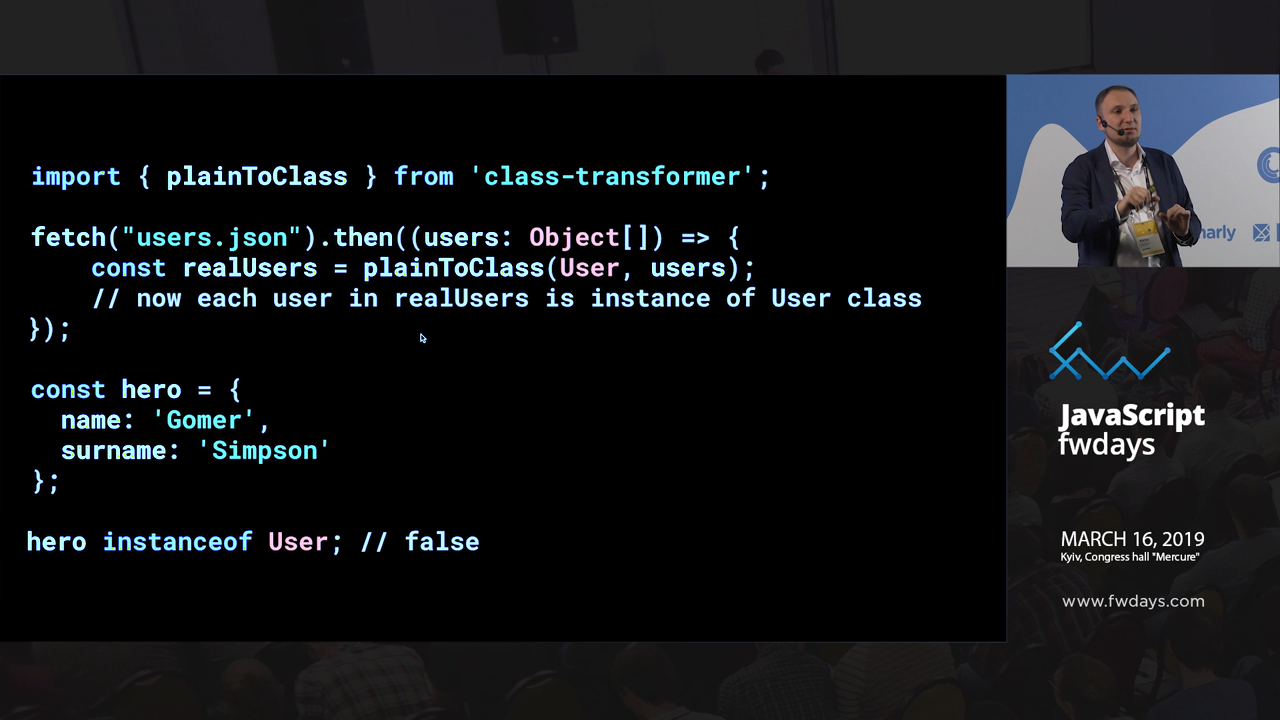 import { plainToClass } from 'class-transformer';
fetch("users.json").then((users: Object[]) => {
const realUsers = plainToClass(User, users);
// now each user in realUsers is instance of User class
});
const hero = {
name: 'Gomer',
surname: 'Simpson'
};
hero instanceof User; // false
JavaScript
fwdays
MARCH 16, 2019
Kyiv, Congress hall "Mercure"
www.fwdays.com